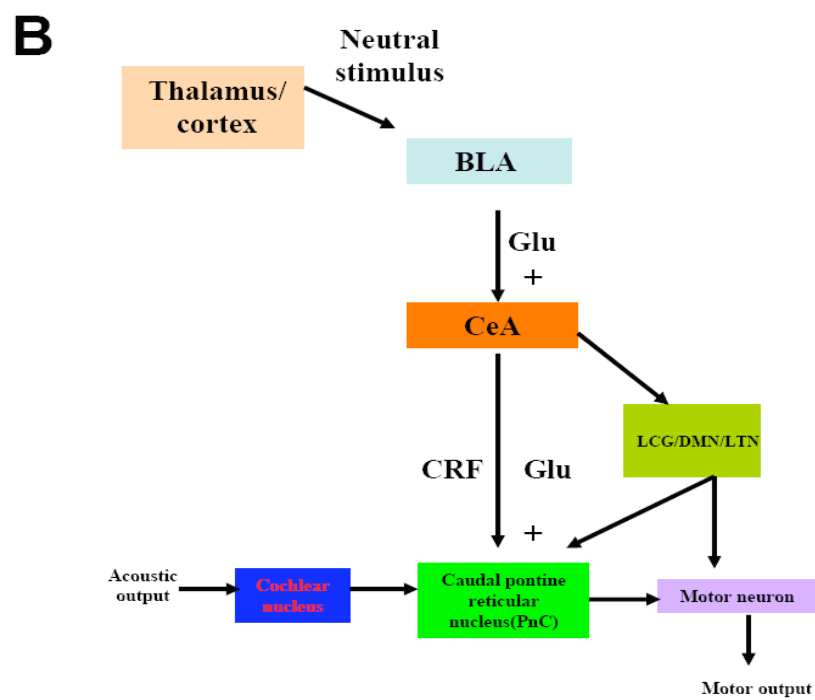 B
Neutral
stimulus
Thalamus/
cortex
BLA
Glu
+
CeA
LCG/DMN/LTN
CRF
Glu
+
Acoustic
output
Cochlear
nucleus
Caudal pontine
reticular
nucleus(PnC)
Motor neuron
Motor output